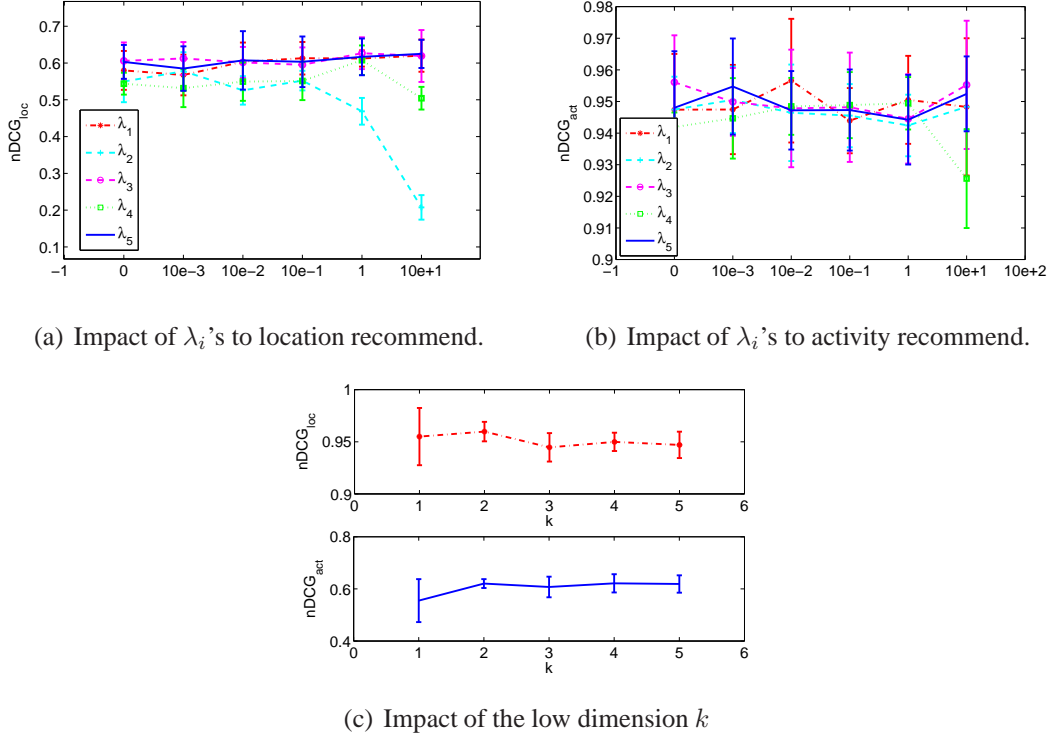 0.7
0.6
0.5
0.4
0.3
0.2
0.1
nDCG_loc
λ_1
λ_2
λ_3
λ_4
λ_5
−1 0 10e−3 10e−2 10e−1 1 10e+1
(a) Impact of λ_i's to location recommend.
0.98
0.97
0.96
0.95
0.94
0.93
0.92
0.91
0.9
nDCG_act
λ_1
λ_2
λ_3
λ_4
λ_5
−1 0 10e−3 10e−2 10e−1 1 10e+1 10e+2
(b) Impact of λ_i's to activity recommend.
1
0.95
0.9
nDCG_loc
0 1 2 3 4 5 6
k
0.8
0.6
0.4
nDCG_act
0 1 2 3 4 5 6
k
(c) Impact of the low dimension k